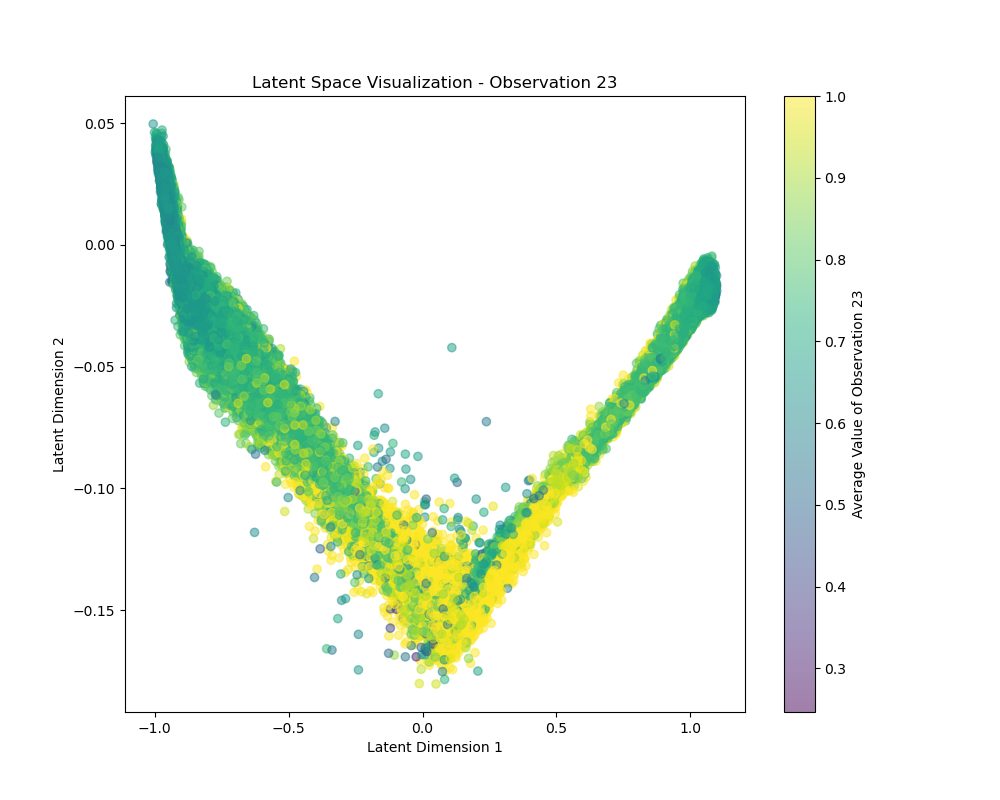 Latent Space Visualization - Observation 23
0.05
0.00
−0.05
−0.10
−0.15
Latent Dimension 2
−1.0 −0.5 0.0 0.5 1.0
Latent Dimension 1
1.0
0.9
0.8
0.7
0.6
0.5
0.4
0.3
Average Value of Observation 23